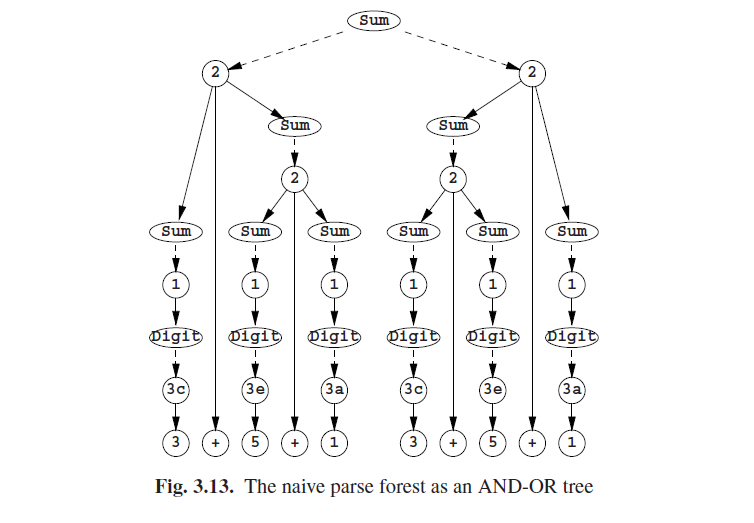 Sum
2 2
Sum Sum
2 2
Sum Sum Sum Sum Sum Sum
1 1 1 1 1 1
Digit Digit Digit Digit Digit Digit
3c 3e 3a 3c 3e 3a
3 + 5 + 1 3 + 5 + 1
Fig. 3.13. The naive parse forest as an AND-OR tree